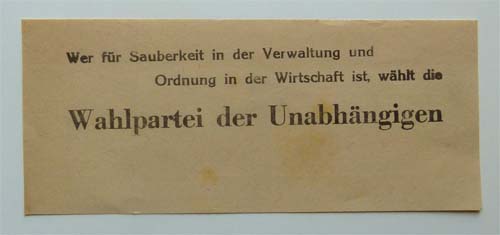 Wer für Sauberkeit in der Verwaltung und
Ordnung in der Wirtschaft ist, wählt die
Wahlpartei der Unabhängigen